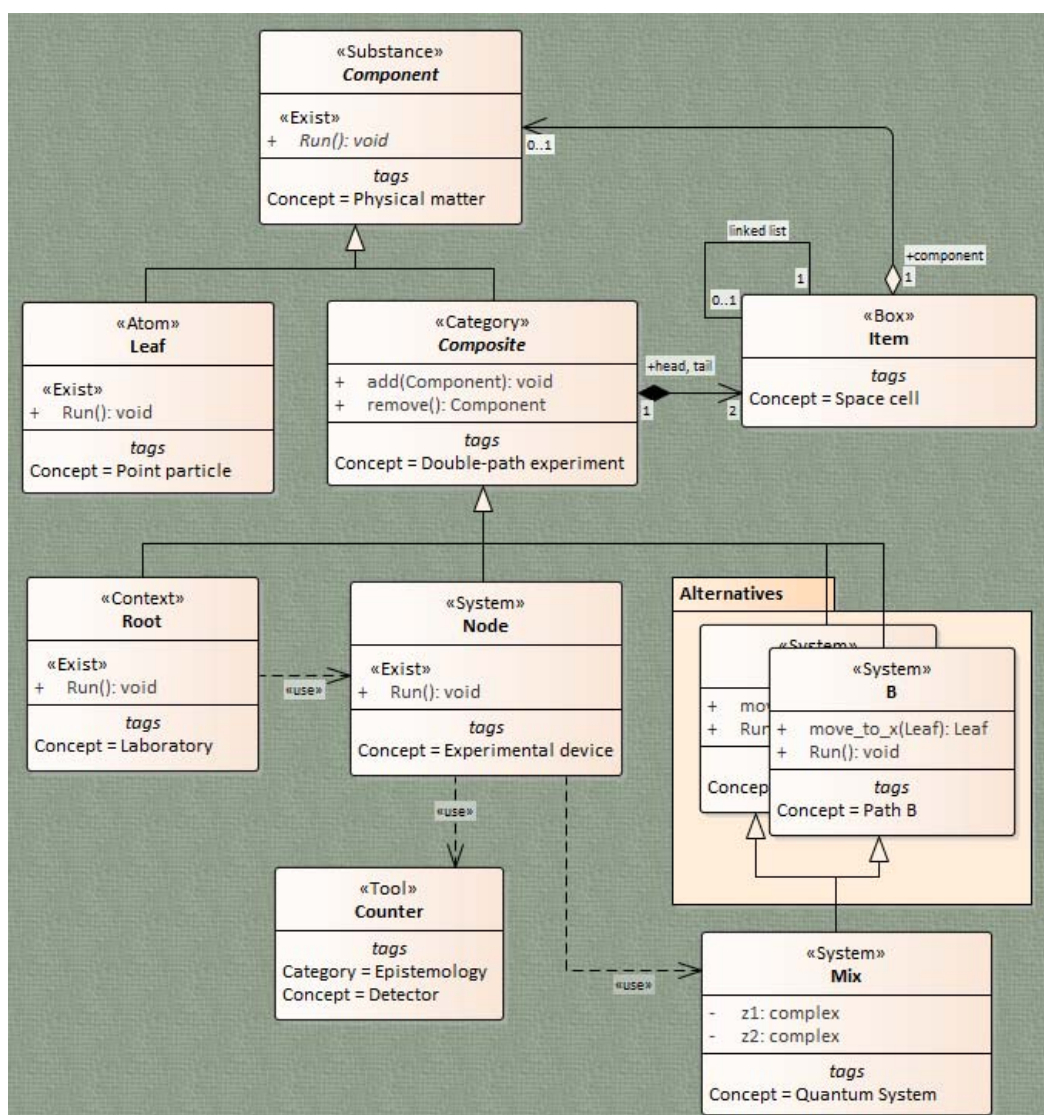 «Substance»
Component
«Exist»
+ Run(): void
tags
Concept = Physical matter
0..1
linked list
+component
1
1
0..1
«Atom»
Leaf
«Exist»
+ Run(): void
tags
Concept = Point particle
«Category»
Composite
+ add(Component): void
+ remove(): Component
tags
Concept = Double-path experiment
+head, tail
1
2
«Box»
Item
tags
Concept = Space cell
«Context»
Root
«Exist»
+ Run(): void
tags
Concept = Laboratory
«use»
«System»
Node
«Exist»
+ Run(): void
tags
Concept = Experimental device
Alternatives
«System»
+
+ Run
«System»
B
+ move_to_x(Leaf): Leaf
+ Run(): void
tags
Concept = Path B
«use»
«Tool»
Counter
tags
Category = Epistemology
Concept = Detector
«use»
«System»
Mix
- z1: complex
- z2: complex
tags
Concept = Quantum System